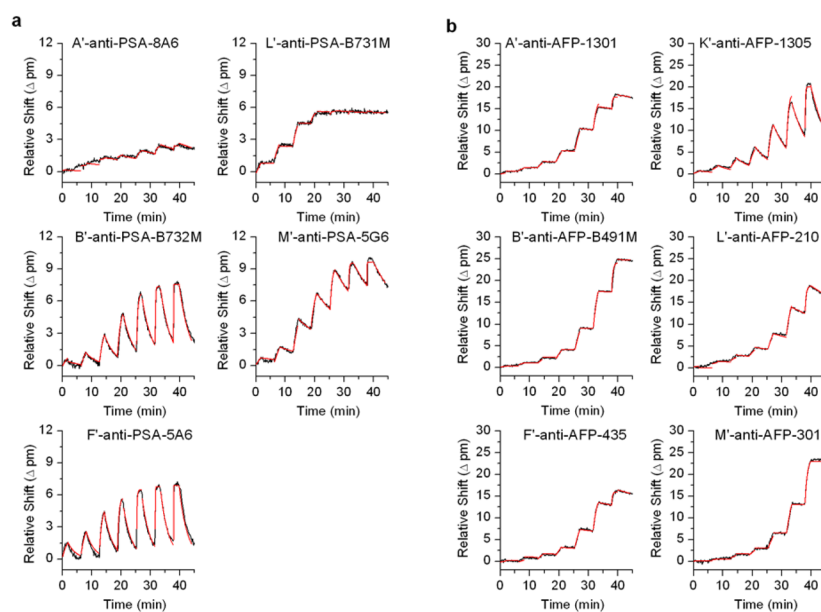 a
A'-anti-PSA-8A6
Relative Shift (Δ pm)
12
9
6
3
0
0 10 20 30 40
Time (min)
L'-anti-PSA-B731M
Relative Shift (Δ pm)
12
9
6
3
0
0 10 20 30 40
Time (min)
B'-anti-PSA-B732M
Relative Shift (Δ pm)
12
9
6
3
0
0 10 20 30 40
Time (min)
M'-anti-PSA-5G6
Relative Shift (Δ pm)
12
9
6
3
0
0 10 20 30 40
Time (min)
F'-anti-PSA-5A6
Relative Shift (Δ pm)
12
9
6
3
0
0 10 20 30 40
Time (min)
b
A'-anti-AFP-1301
Relative Shift (Δ pm)
30
25
20
15
10
5
0
0 10 20 30 40
Time (min)
K'-anti-AFP-1305
Relative Shift (Δ pm)
30
25
20
15
10
5
0
0 10 20 30 40
Time (min)
B'-anti-AFP-B491M
Relative Shift (Δ pm)
30
25
20
15
10
5
0
0 10 20 30 40
Time (min)
L'-anti-AFP-210
Relative Shift (Δ pm)
30
25
20
15
10
5
0
0 10 20 30 40
Time (min)
F'-anti-AFP-435
Relative Shift (Δ pm)
30
25
20
15
10
5
0
0 10 20 30 40
Time (min)
M'-anti-AFP-301
Relative Shift (Δ pm)
30
25
20
15
10
5
0
0 10 20 30 40
Time (min)